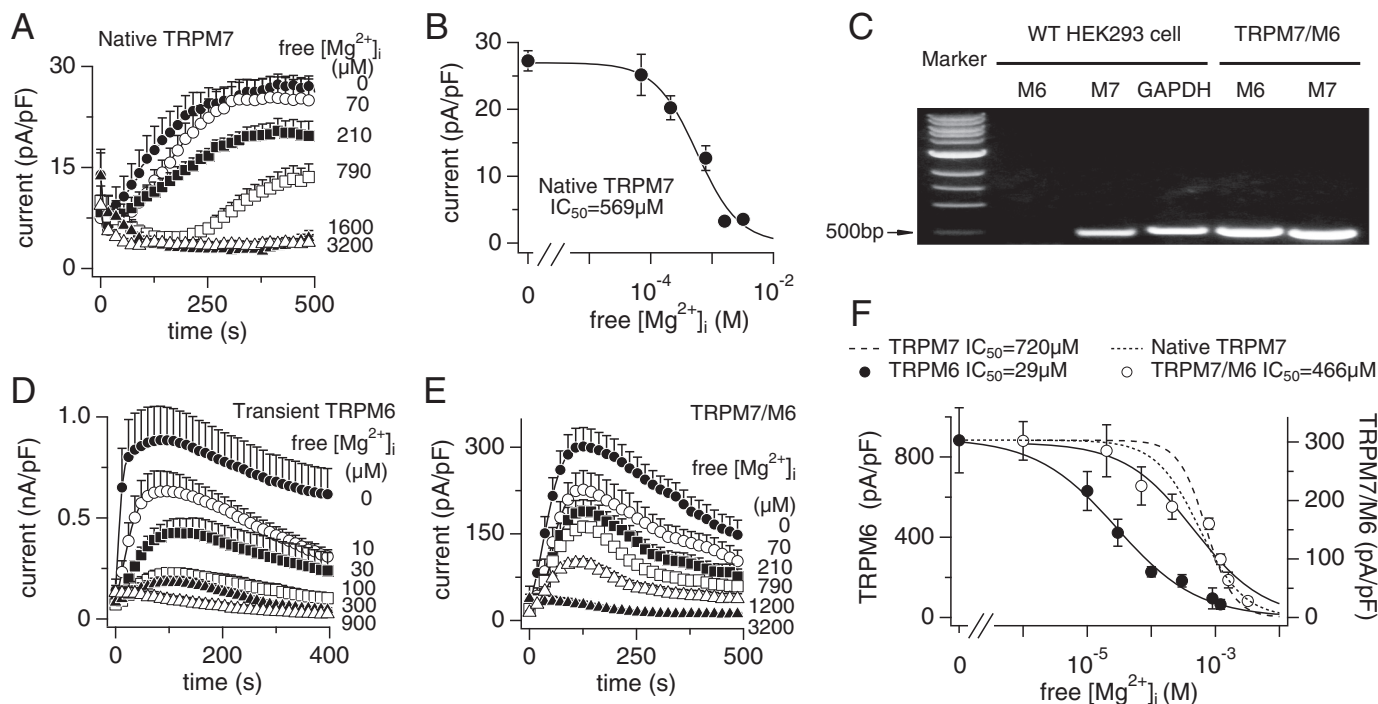 A
Native TRPM7
free [Mg²⁺]ᵢ
(µM)
0
70
210
790
1600
3200
30
15
0
current (pA/pF)
0
250
500
time (s)
B
30
20
10
0
current (pA/pF)
Native TRPM7
IC₅₀=569µM
0
10⁻⁴
10⁻²
free [Mg²⁺]ᵢ (M)
C
WT HEK293 cell
TRPM7/M6
Marker
M6
M7
GAPDH
M6
M7
500bp
D
Transient TRPM6
free [Mg²⁺]ᵢ
(µM)
0
10
30
100
300
900
1.0
0.5
0
current (nA/pF)
0
200
400
time (s)
E
TRPM7/M6
free [Mg²⁺]ᵢ
(µM)
0
70
210
790
1200
3200
300
150
0
current (pA/pF)
0
250
500
time (s)
F
TRPM7 IC₅₀=720µM
Native TRPM7
TRPM6 IC₅₀=29µM
TRPM7/M6 IC₅₀=466µM
800
400
0
TRPM6 (pA/pF)
300
200
100
0
TRPM7/M6 (pA/pF)
0
10⁻⁵
10⁻³
free [Mg²⁺]ᵢ (M)